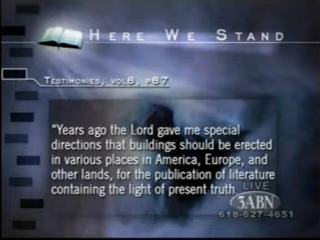 HERE WE STAND
TESTIMONIES, VOL8, P87
"Years ago the Lord gave me special
directions that buildings should be erected
in various places in America, Europe, and
other lands, for the publication of literature
containing the light of present truth
LIVE
3ABN
618-627-4651